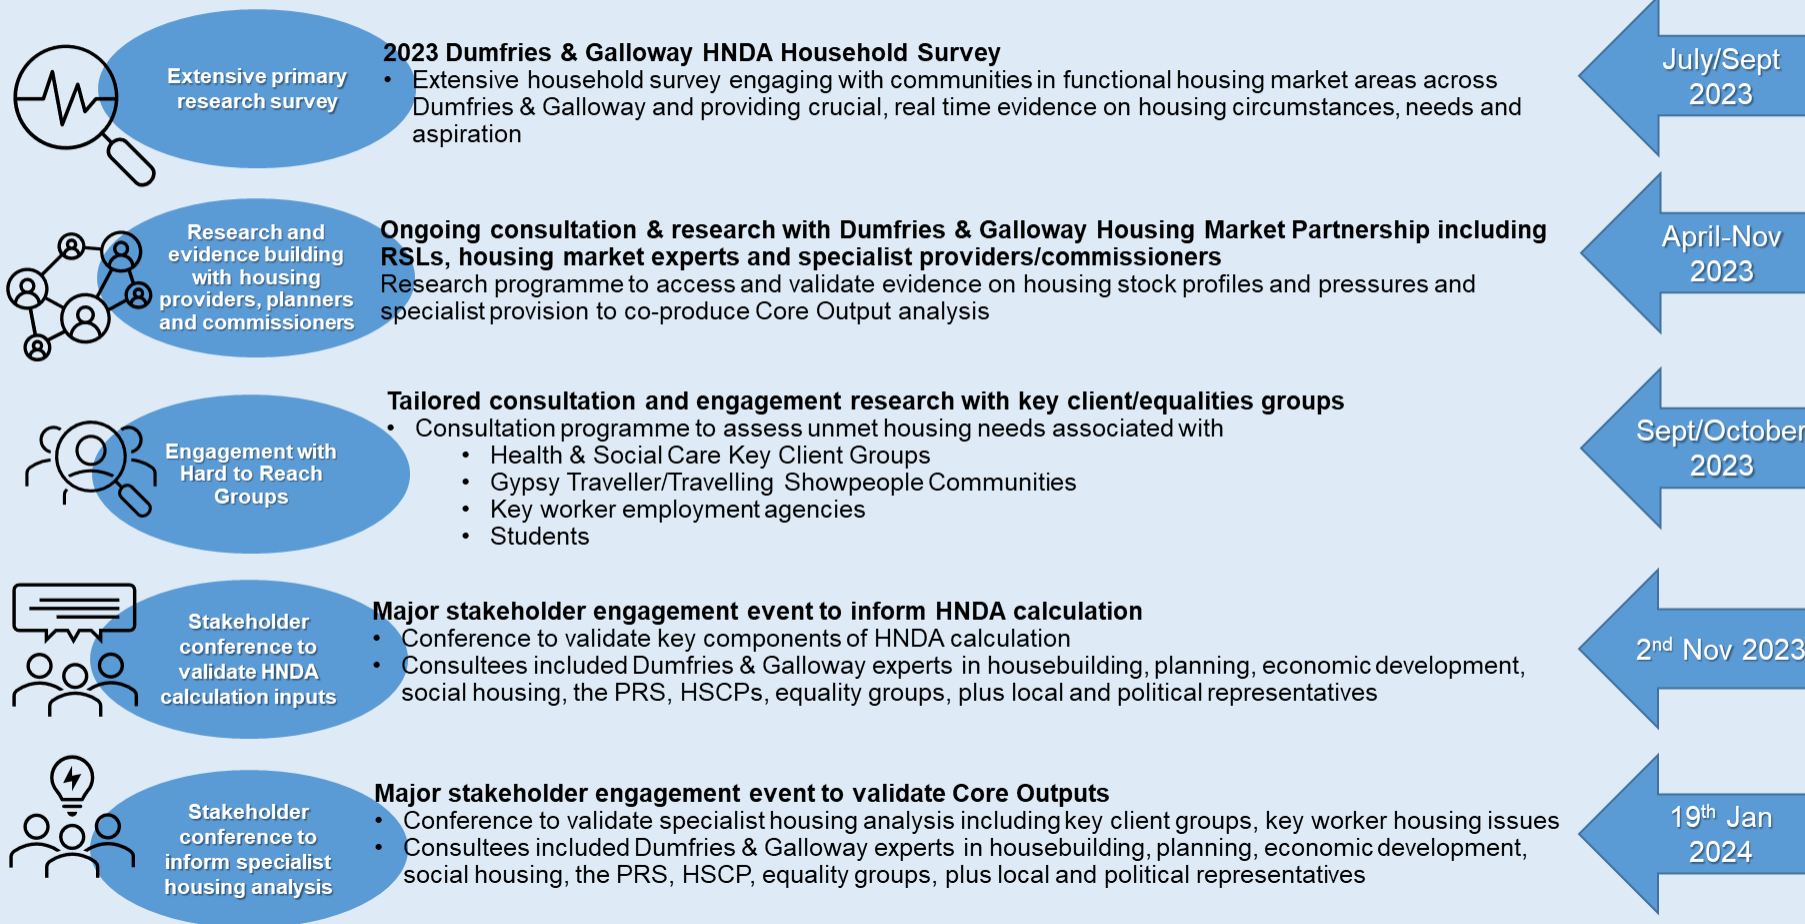 Extensive primary
research survey
2023 Dumfries & Galloway HNDA Household Survey
• Extensive household survey engaging with communities in functional housing market areas across
Dumfries & Galloway and providing crucial, real time evidence on housing circumstances, needs and
aspiration
July/Sept
2023
Research and
evidence building
with housing
providers, planners
and commissioners
Ongoing consultation & research with Dumfries & Galloway Housing Market Partnership including
RSLs, housing market experts and specialist providers/commissioners
Research programme to access and validate evidence on housing stock profiles and pressures and
specialist provision to co-produce Core Output analysis
April-Nov
2023
Engagement with
Hard to Reach
Groups
Tailored consultation and engagement research with key client/equalities groups
• Consultation programme to assess unmet housing needs associated with
• Health & Social Care Key Client Groups
• Gypsy Traveller/Travelling Showpeople Communities
• Key worker employment agencies
• Students
Sept/October
2023
Stakeholder
conference to
validate HNDA
calculation inputs
Major stakeholder engagement event to inform HNDA calculation
• Conference to validate key components of HNDA calculation
• Consultees included Dumfries & Galloway experts in housebuilding, planning, economic development,
social housing, the PRS, HSCPs, equality groups, plus local and political representatives
2nd Nov 2023
Stakeholder
conference to
inform specialist
housing analysis
Major stakeholder engagement event to validate Core Outputs
• Conference to validate specialist housing analysis including key client groups, key worker housing issues
• Consultees included Dumfries & Galloway experts in housebuilding, planning, economic development,
social housing, the PRS, HSCP, equality groups, plus local and political representatives
19th Jan
2024